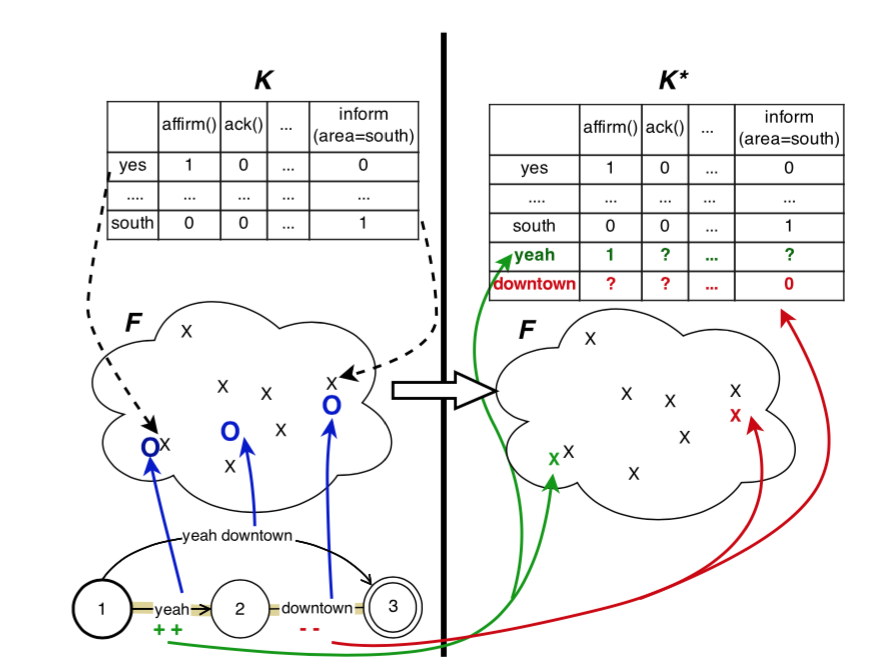 K
affirm() ack() ... inform (area=south)
yes 1 0 ... 0
.... ... ... ... ...
south 0 0 ... 1
F
X
X
X
X
X
X
X
O
O
O
yeah downtown
1 yeah 2 downtown 3
+ + - -
K*
affirm() ack() ... inform (area=south)
yes 1 0 ... 0
.... ... ... ... ...
south 0 0 ... 1
yeah 1 ? ... ?
downtown ? ? ... 0
F
X
X
X
X
X
X
X
X
X